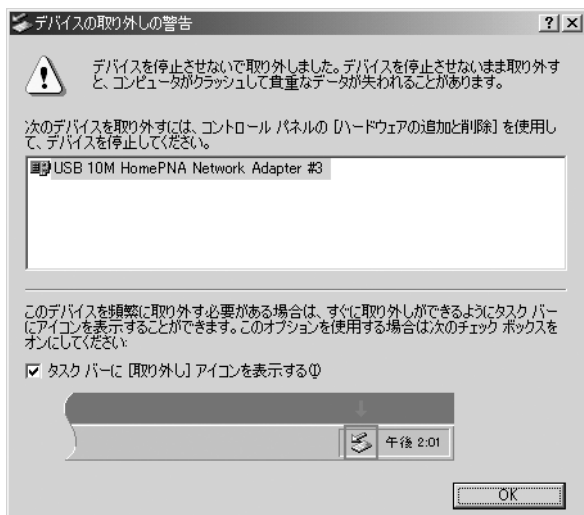 デバイスの取り外しの警告
デバイスを停止させないで取り外しました。デバイスを停止させないまま取り外す
と、コンピュータがクラッシュして貴重なデータが失われることがあります。
次のデバイスを取り外すには、コントロール パネルの [ハードウェアの追加と削除] を使用し
て、デバイスを停止してください。
USB 10M HomePNA Network Adapter #3
このデバイスを頻繁に取り外す必要がある場合は、すぐに取り外しができるようにタスク バー
にアイコンを表示することができます。このオプションを使用する場合は次のチェック ボックスを
オンにしてください:
タスク バーに [取り外し] アイコンを表示する(I)
午後 2:01
OK